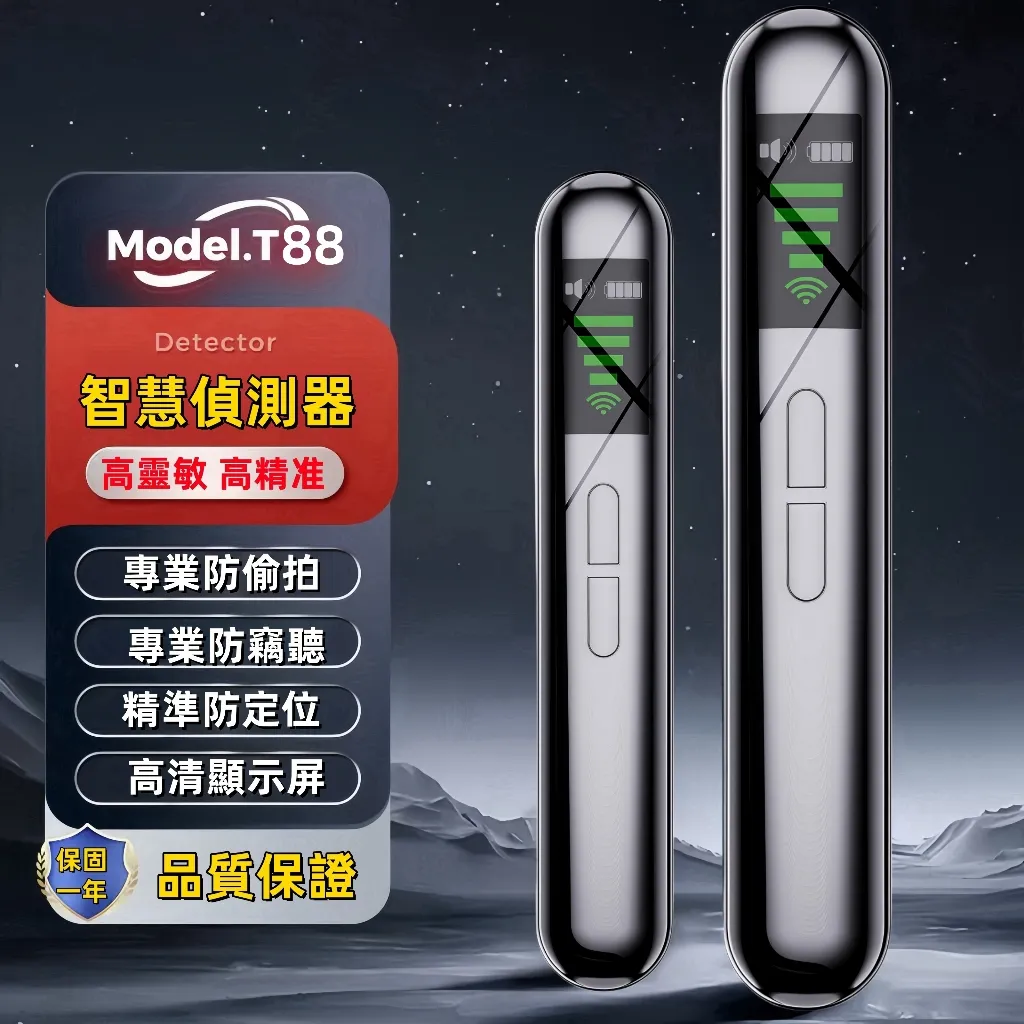 Model.T88
Detector
智慧偵測器
高靈敏 高精准
專業防偷拍
專業防竊聽
精準防定位
高清顯示屏
保固
一年
品質保證